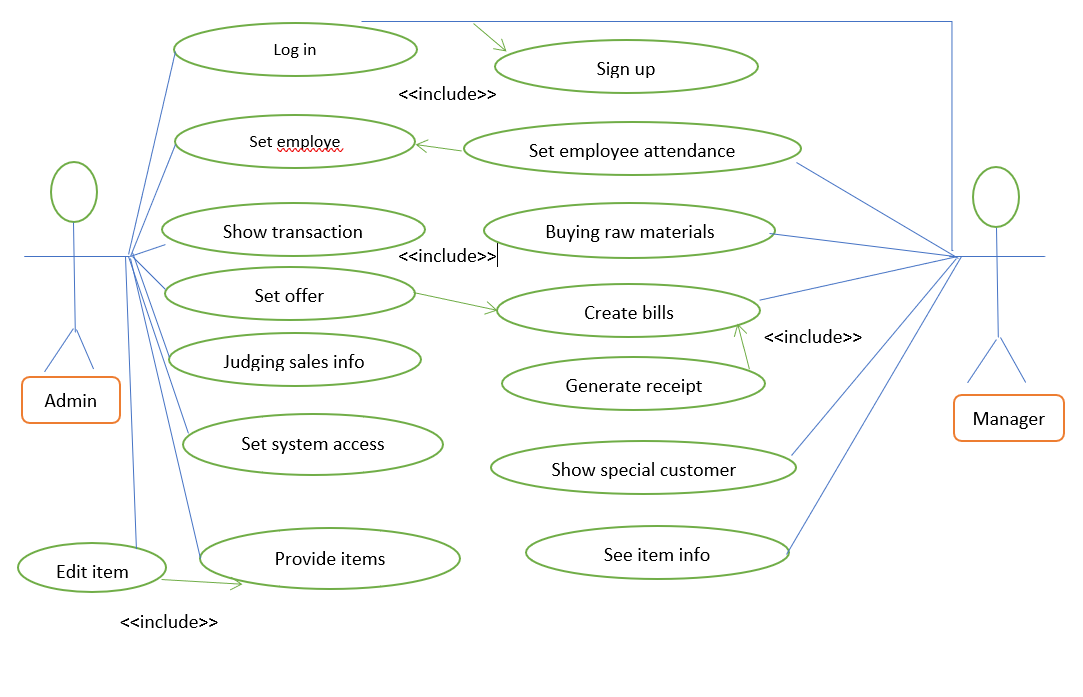 Log in
Sign up
<<include>>
Set employe
Set employee attendance
Show transaction
Buying raw materials
<<include>>
Set offer
Create bills
<<include>>
Judging sales info
Generate receipt
Admin
Manager
Set system access
Show special customer
Edit item
Provide items
See item info
<<include>>